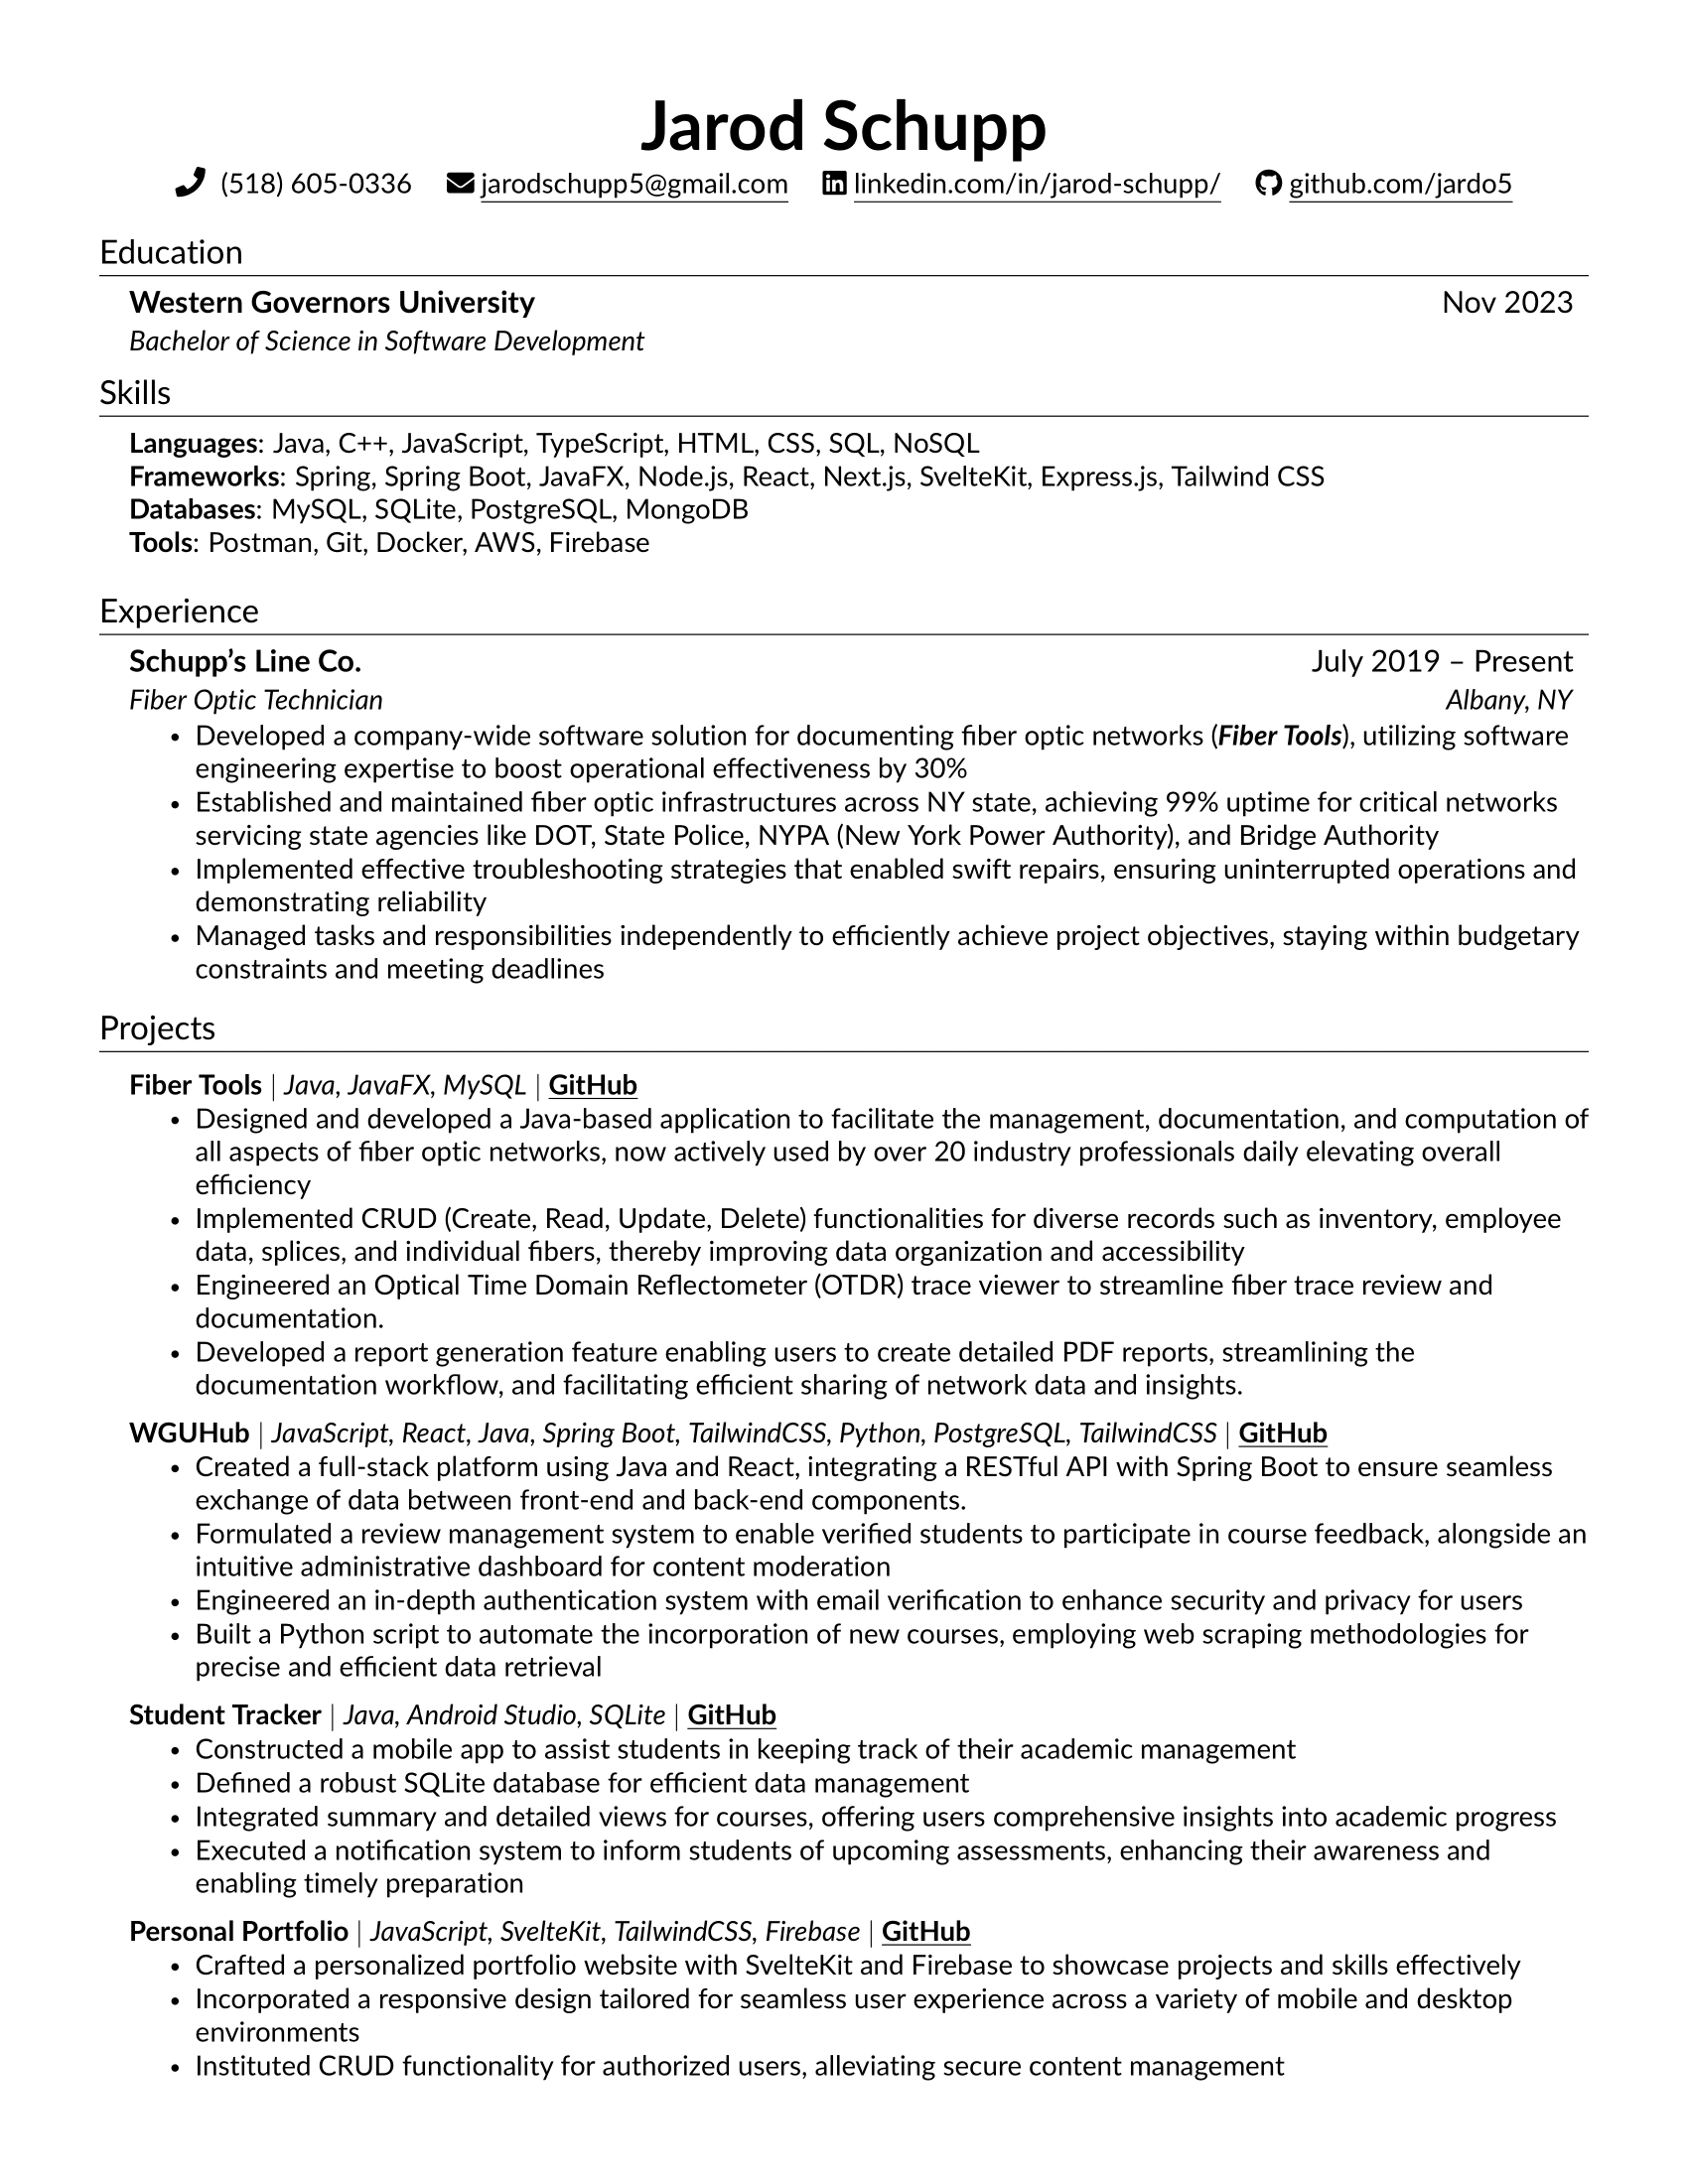 Jarod Schupp
(518) 605-0336 jarodschupp5@gmail.com linkedin.com/in/jarod-schupp/ github.com/jardo5
Education
Western Governors University Nov 2023
Bachelor of Science in Software Development
Skills
Languages: Java, C++, JavaScript, TypeScript, HTML, CSS, SQL, NoSQL
Frameworks: Spring, Spring Boot, JavaFX, Node.js, React, Next.js, SvelteKit, Express.js, Tailwind CSS
Databases: MySQL, SQLite, PostgreSQL, MongoDB
Tools: Postman, Git, Docker, AWS, Firebase
Experience
Schupp's Line Co. July 2019 – Present
Fiber Optic Technician Albany, NY
• Developed a company-wide software solution for documenting fiber optic networks (Fiber Tools), utilizing software
engineering expertise to boost operational effectiveness by 30%
• Established and maintained fiber optic infrastructures across NY state, achieving 99% uptime for critical networks
servicing state agencies like DOT, State Police, NYPA (New York Power Authority), and Bridge Authority
• Implemented effective troubleshooting strategies that enabled swift repairs, ensuring uninterrupted operations and
demonstrating reliability
• Managed tasks and responsibilities independently to efficiently achieve project objectives, staying within budgetary
constraints and meeting deadlines
Projects
Fiber Tools | Java, JavaFX, MySQL | GitHub
• Designed and developed a Java-based application to facilitate the management, documentation, and computation of
all aspects of fiber optic networks, now actively used by over 20 industry professionals daily elevating overall
efficiency
• Implemented CRUD (Create, Read, Update, Delete) functionalities for diverse records such as inventory, employee
data, splices, and individual fibers, thereby improving data organization and accessibility
• Engineered an Optical Time Domain Reflectometer (OTDR) trace viewer to streamline fiber trace review and
documentation.
• Developed a report generation feature enabling users to create detailed PDF reports, streamlining the
documentation workflow, and facilitating efficient sharing of network data and insights.
WGUHub | JavaScript, React, Java, Spring Boot, TailwindCSS, Python, PostgreSQL, TailwindCSS | GitHub
• Created a full-stack platform using Java and React, integrating a RESTful API with Spring Boot to ensure seamless
exchange of data between front-end and back-end components.
• Formulated a review management system to enable verified students to participate in course feedback, alongside an
intuitive administrative dashboard for content moderation
• Engineered an in-depth authentication system with email verification to enhance security and privacy for users
• Built a Python script to automate the incorporation of new courses, employing web scraping methodologies for
precise and efficient data retrieval
Student Tracker | Java, Android Studio, SQLite | GitHub
• Constructed a mobile app to assist students in keeping track of their academic management
• Defined a robust SQLite database for efficient data management
• Integrated summary and detailed views for courses, offering users comprehensive insights into academic progress
• Executed a notification system to inform students of upcoming assessments, enhancing their awareness and
enabling timely preparation
Personal Portfolio | JavaScript, SvelteKit, TailwindCSS, Firebase | GitHub
• Crafted a personalized portfolio website with SvelteKit and Firebase to showcase projects and skills effectively
• Incorporated a responsive design tailored for seamless user experience across a variety of mobile and desktop
environments
• Instituted CRUD functionality for authorized users, alleviating secure content management